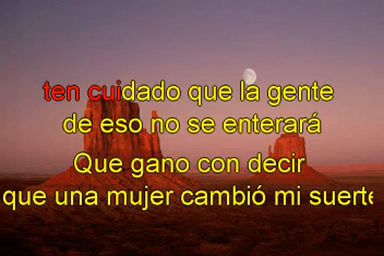 ten cuidado que la gente
de eso no se enterará
Que gano con decir
que una mujer cambió mi suerte